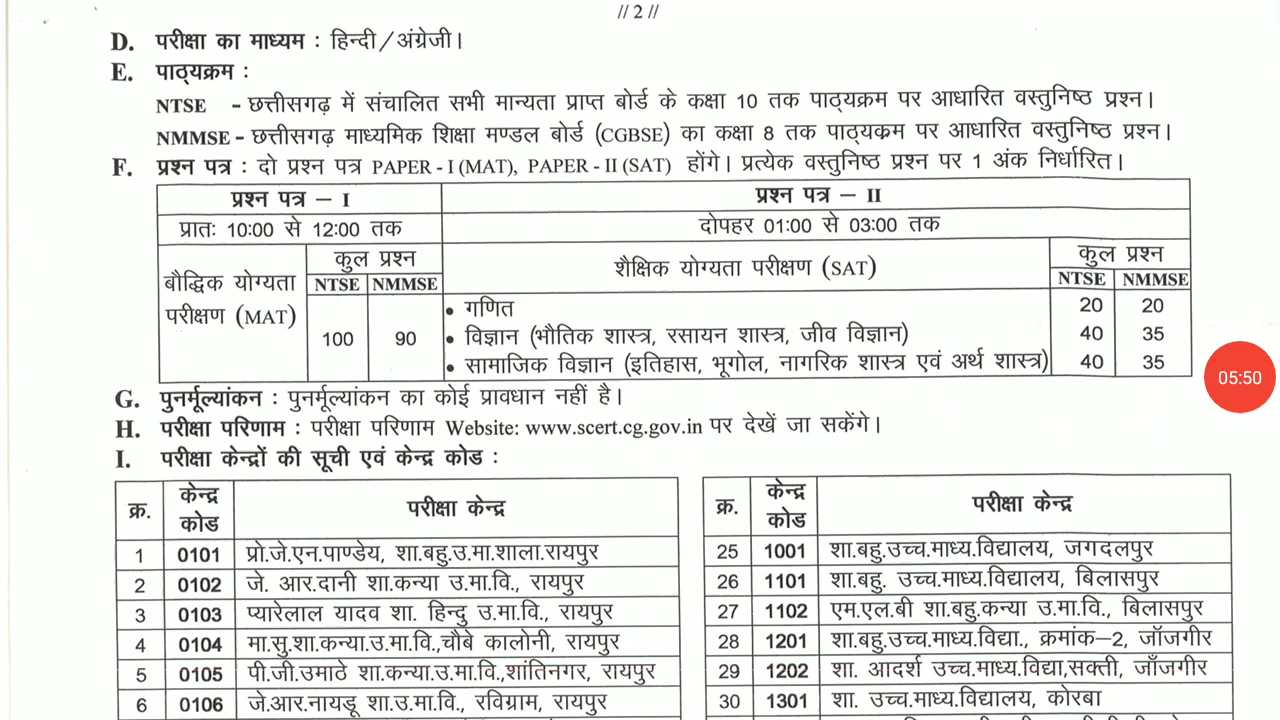 // 2 //
D. परीक्षा का माध्यम : हिन्दी/अंग्रेजी।
E. पाठ्यक्रम :
NTSE - छत्तीसगढ़ में संचालित सभी मान्यता प्राप्त बोर्ड के कक्षा 10 तक पाठ्यक्रम पर आधारित वस्तुनिष्ठ प्रश्न।
NMMSE - छत्तीसगढ़ माध्यमिक शिक्षा मण्डल बोर्ड (CGBSE) का कक्षा 8 तक पाठ्यक्रम पर आधारित वस्तुनिष्ठ प्रश्न।
F. प्रश्न पत्र : दो प्रश्न पत्र PAPER - I (MAT), PAPER - II (SAT) होंगे। प्रत्येक वस्तुनिष्ठ प्रश्न पर 1 अंक निर्धारित।
प्रश्न पत्र – I प्रश्न पत्र – II
प्रातः 10:00 से 12:00 तक दोपहर 01:00 से 03:00 तक
बौद्धिक योग्यता परीक्षण (MAT) कुल प्रश्न शैक्षिक योग्यता परीक्षण (SAT) कुल प्रश्न
NTSE NMMSE NTSE NMMSE
100 90
• गणित 20 20
• विज्ञान (भौतिक शास्त्र, रसायन शास्त्र, जीव विज्ञान) 40 35
• सामाजिक विज्ञान (इतिहास, भूगोल, नागरिक शास्त्र एवं अर्थ शास्त्र) 40 35
05:50
G. पुनर्मूल्यांकन : पुनर्मूल्यांकन का कोई प्रावधान नहीं है।
H. परीक्षा परिणाम : परीक्षा परिणाम Website: www.scert.cg.gov.in पर देखें जा सकेंगे।
I. परीक्षा केन्द्रों की सूची एवं केन्द्र कोड :
क्र. केन्द्र कोड परीक्षा केन्द्र
1 0101 प्रो.जे.एन.पाण्डेय, शा.बहु.उ.मा.शाला.रायपुर
2 0102 जे. आर.दानी शा.कन्या उ.मा.वि., रायपुर
3 0103 प्यारेलाल यादव शा. हिन्दु उ.मा.वि., रायपुर
4 0104 मा.सु.शा.कन्या.उ.मा.वि.,चौबे कालोनी, रायपुर
5 0105 पी.जी.उमाठे शा.कन्या.उ.मा.वि.,शांतिनगर, रायपुर
6 0106 जे.आर.नायडू शा.उ.मा.वि., रविग्राम, रायपुर
क्र. केन्द्र कोड परीक्षा केन्द्र
25 1001 शा.बहु.उच्च.माध्य.विद्यालय, जगदलपुर
26 1101 शा.बहु. उच्च.माध्य.विद्यालय, बिलासपुर
27 1102 एम.एल.बी शा.बहु.कन्या उ.मा.वि., बिलासपुर
28 1201 शा.बहु.उच्च.माध्य.विद्या., क्रमांक–2, जॉजगीर
29 1202 शा. आदर्श उच्च.माध्य.विद्या,सक्ती, जाँजगीर
30 1301 शा. उच्च.माध्य.विद्यालय, कोरबा